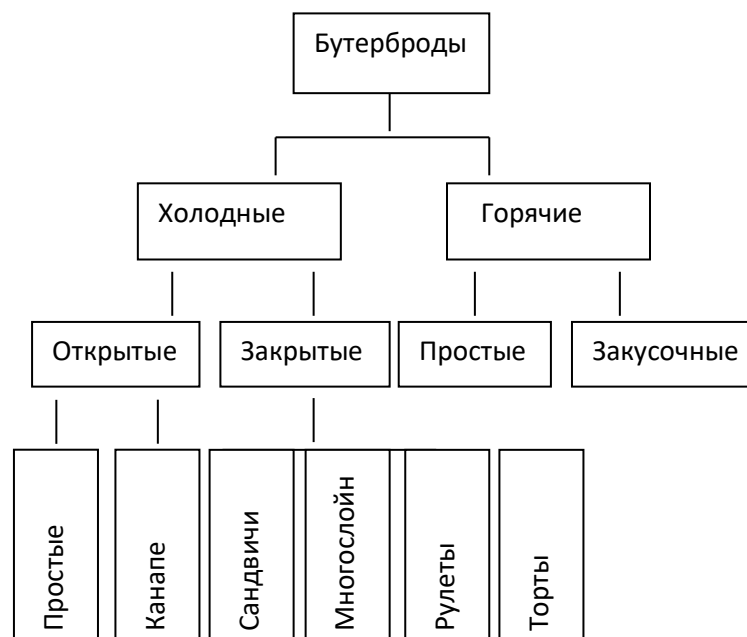 Бутерброды
Холодные
Горячие
Открытые
Закрытые
Простые
Закусочные
Простые
Канапе
Сандвичи
Многослойн
Рулеты
Торты